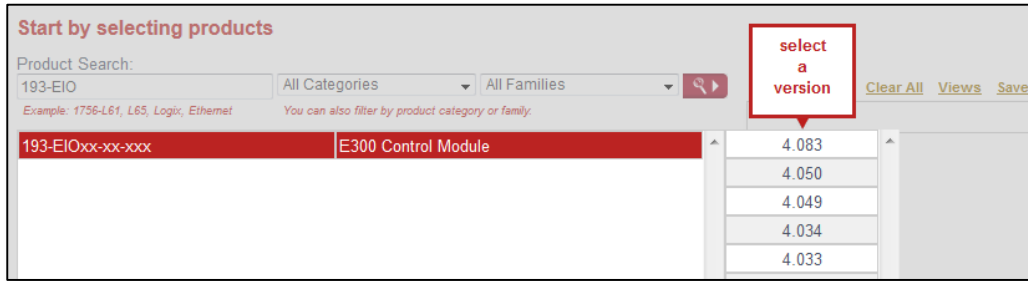 Start by selecting products
select
a
version
Product Search:
193-EIO
All Categories
All Families
Clear All Views Save
Example: 1756-L61, L65, Logix, Ethernet
You can also filter by product category or family.
193-EIOxx-xx-xxx E300 Control Module
4.083
4.050
4.049
4.034
4.033